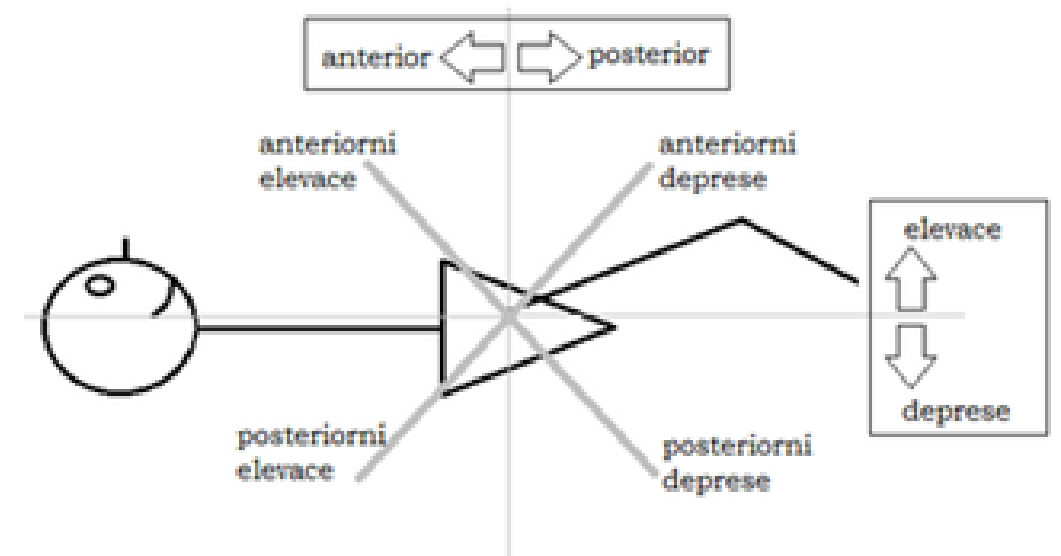 anterior posterior
anteriorni
elevace
anteriorni
deprese
elevace
deprese
posteriorni
elevace
posteriorni
deprese